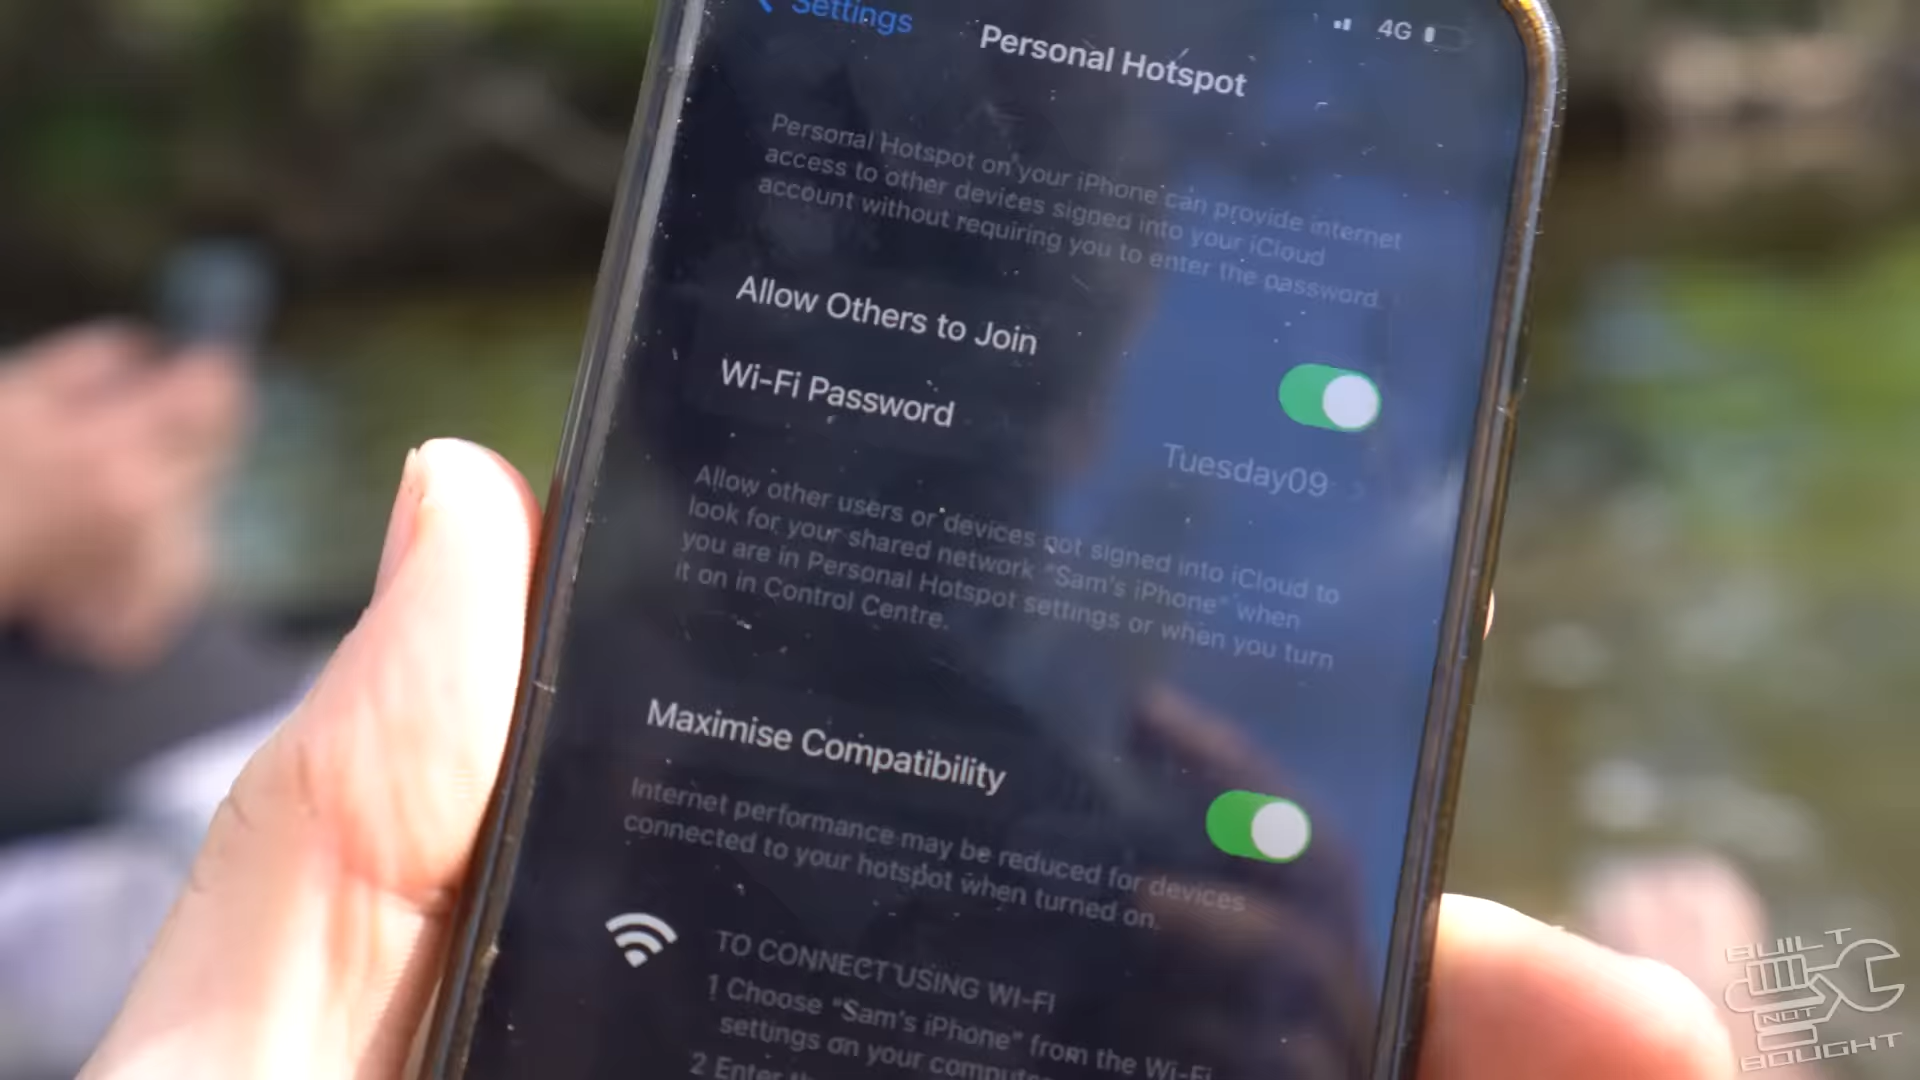 Settings
4G
Personal Hotspot
Personal Hotspot on your iPhone can provide internet
access to other devices signed into your iCloud
account without requiring you to enter the password.
Allow Others to Join
Wi-Fi Password
Tuesday09
Allow other users or devices not signed into iCloud to
look for your shared network "Sam's iPhone" when
you are in Personal Hotspot settings or when you turn
it on in Control Centre.
Maximise Compatibility
Internet performance may be reduced for devices
connected to your hotspot when turned on.
TO CONNECT USING WI-FI
1 Choose "Sam's iPhone" from the Wi-Fi
settings on your
2 Enter
BUILT
NOT
BOUGHT